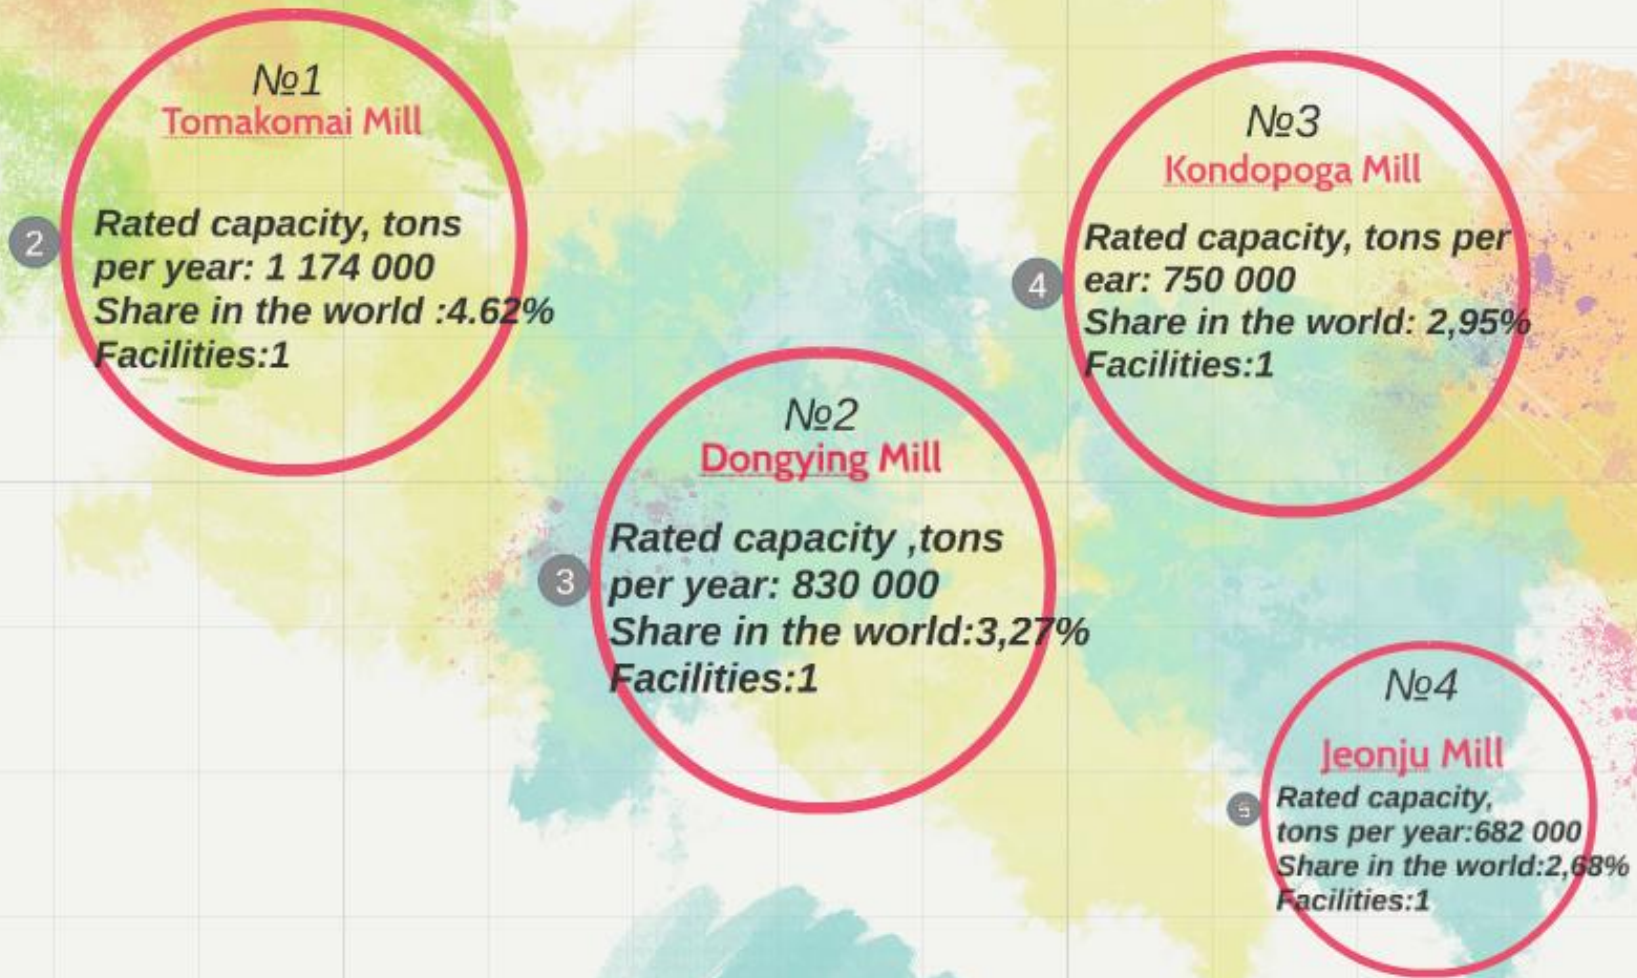 №1
Tomakomai Mill
2
Rated capacity, tons
per year: 1 174 000
Share in the world :4.62%
Facilities:1
№2
Dongying Mill
3
Rated capacity ,tons
per year: 830 000
Share in the world:3,27%
Facilities:1
№3
Kondopoga Mill
4
Rated capacity, tons per
ear: 750 000
Share in the world: 2,95%
Facilities:1
№4
Jeonju Mill
5
Rated capacity,
tons per year:682 000
Share in the world:2,68%
Facilities:1